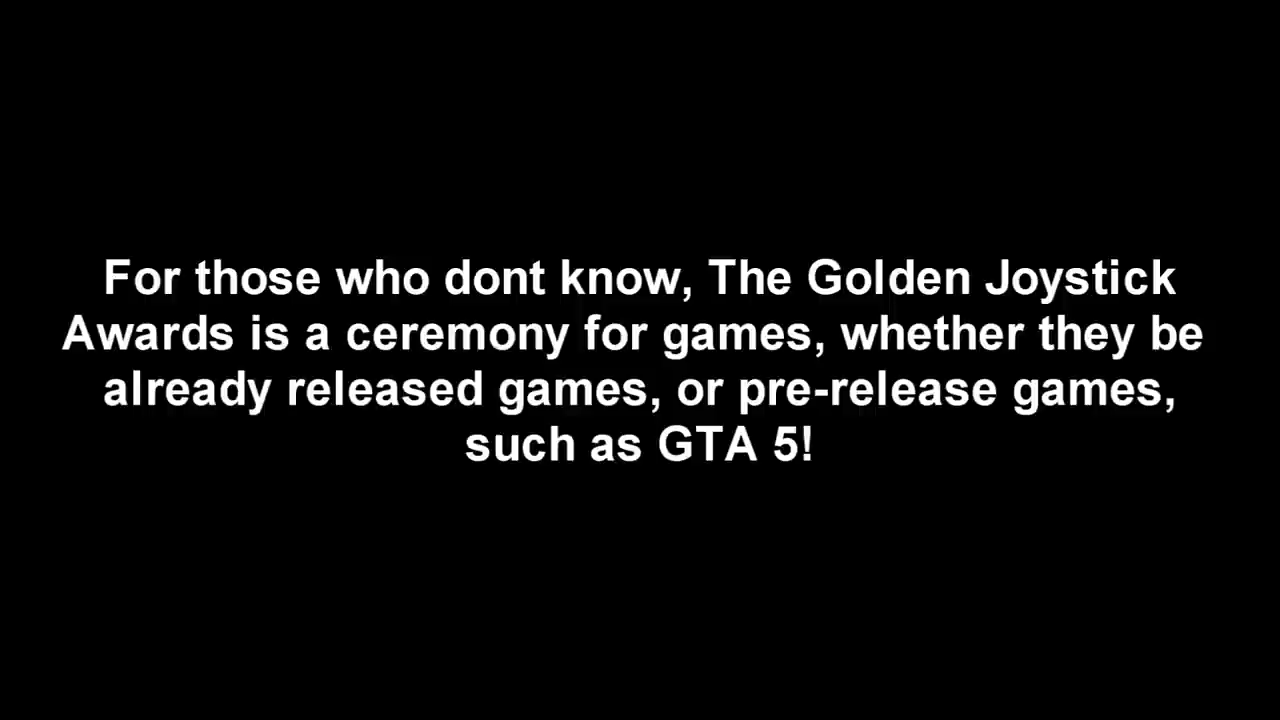 For those who dont know, The Golden Joystick
Awards is a ceremony for games, whether they be
already released games, or pre-release games,
such as GTA 5!